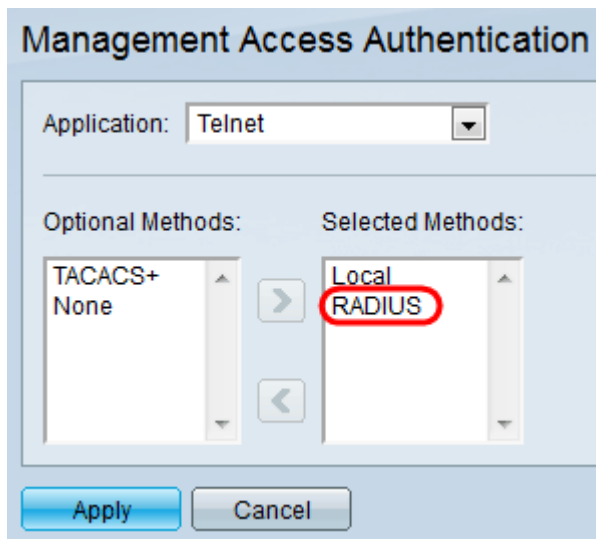 Management Access Authentication
Application: Telnet
Optional Methods:
Selected Methods:
TACACS+
None
Local
RADIUS
Apply
Cancel